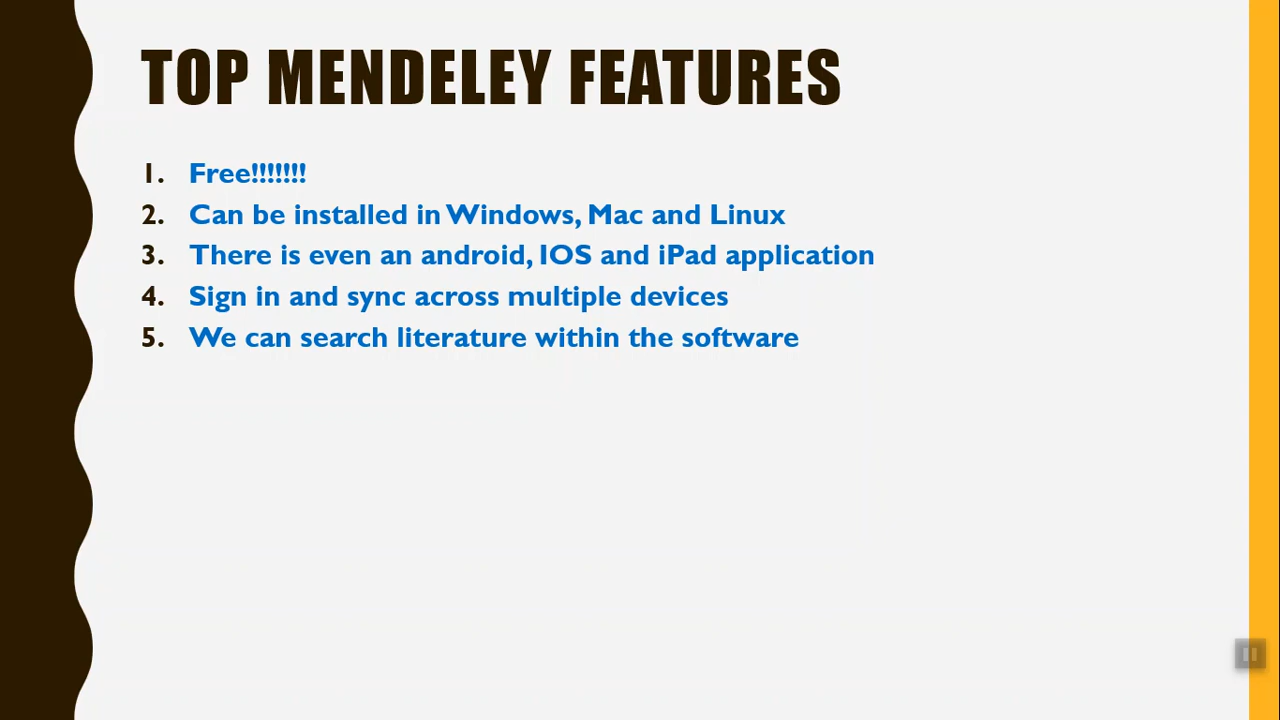 TOP MENDELEY FEATURES
1. Free!!!!!!!
2. Can be installed in Windows, Mac and Linux
3. There is even an android, IOS and iPad application
4. Sign in and sync across multiple devices
5. We can search literature within the software